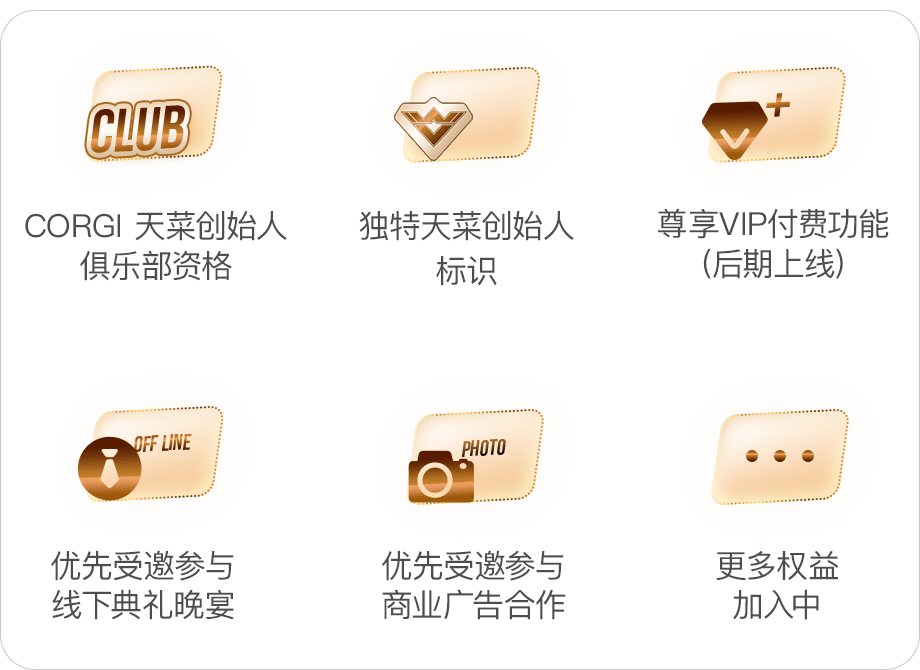 CLUB
CORGI 天菜创始人
俱乐部资格
独特天菜创始人
标识
尊享VIP付费功能
(后期上线)
OFF LINE
优先受邀参与
线下典礼晚宴
PHOTO
优先受邀参与
商业广告合作
更多权益
加入中